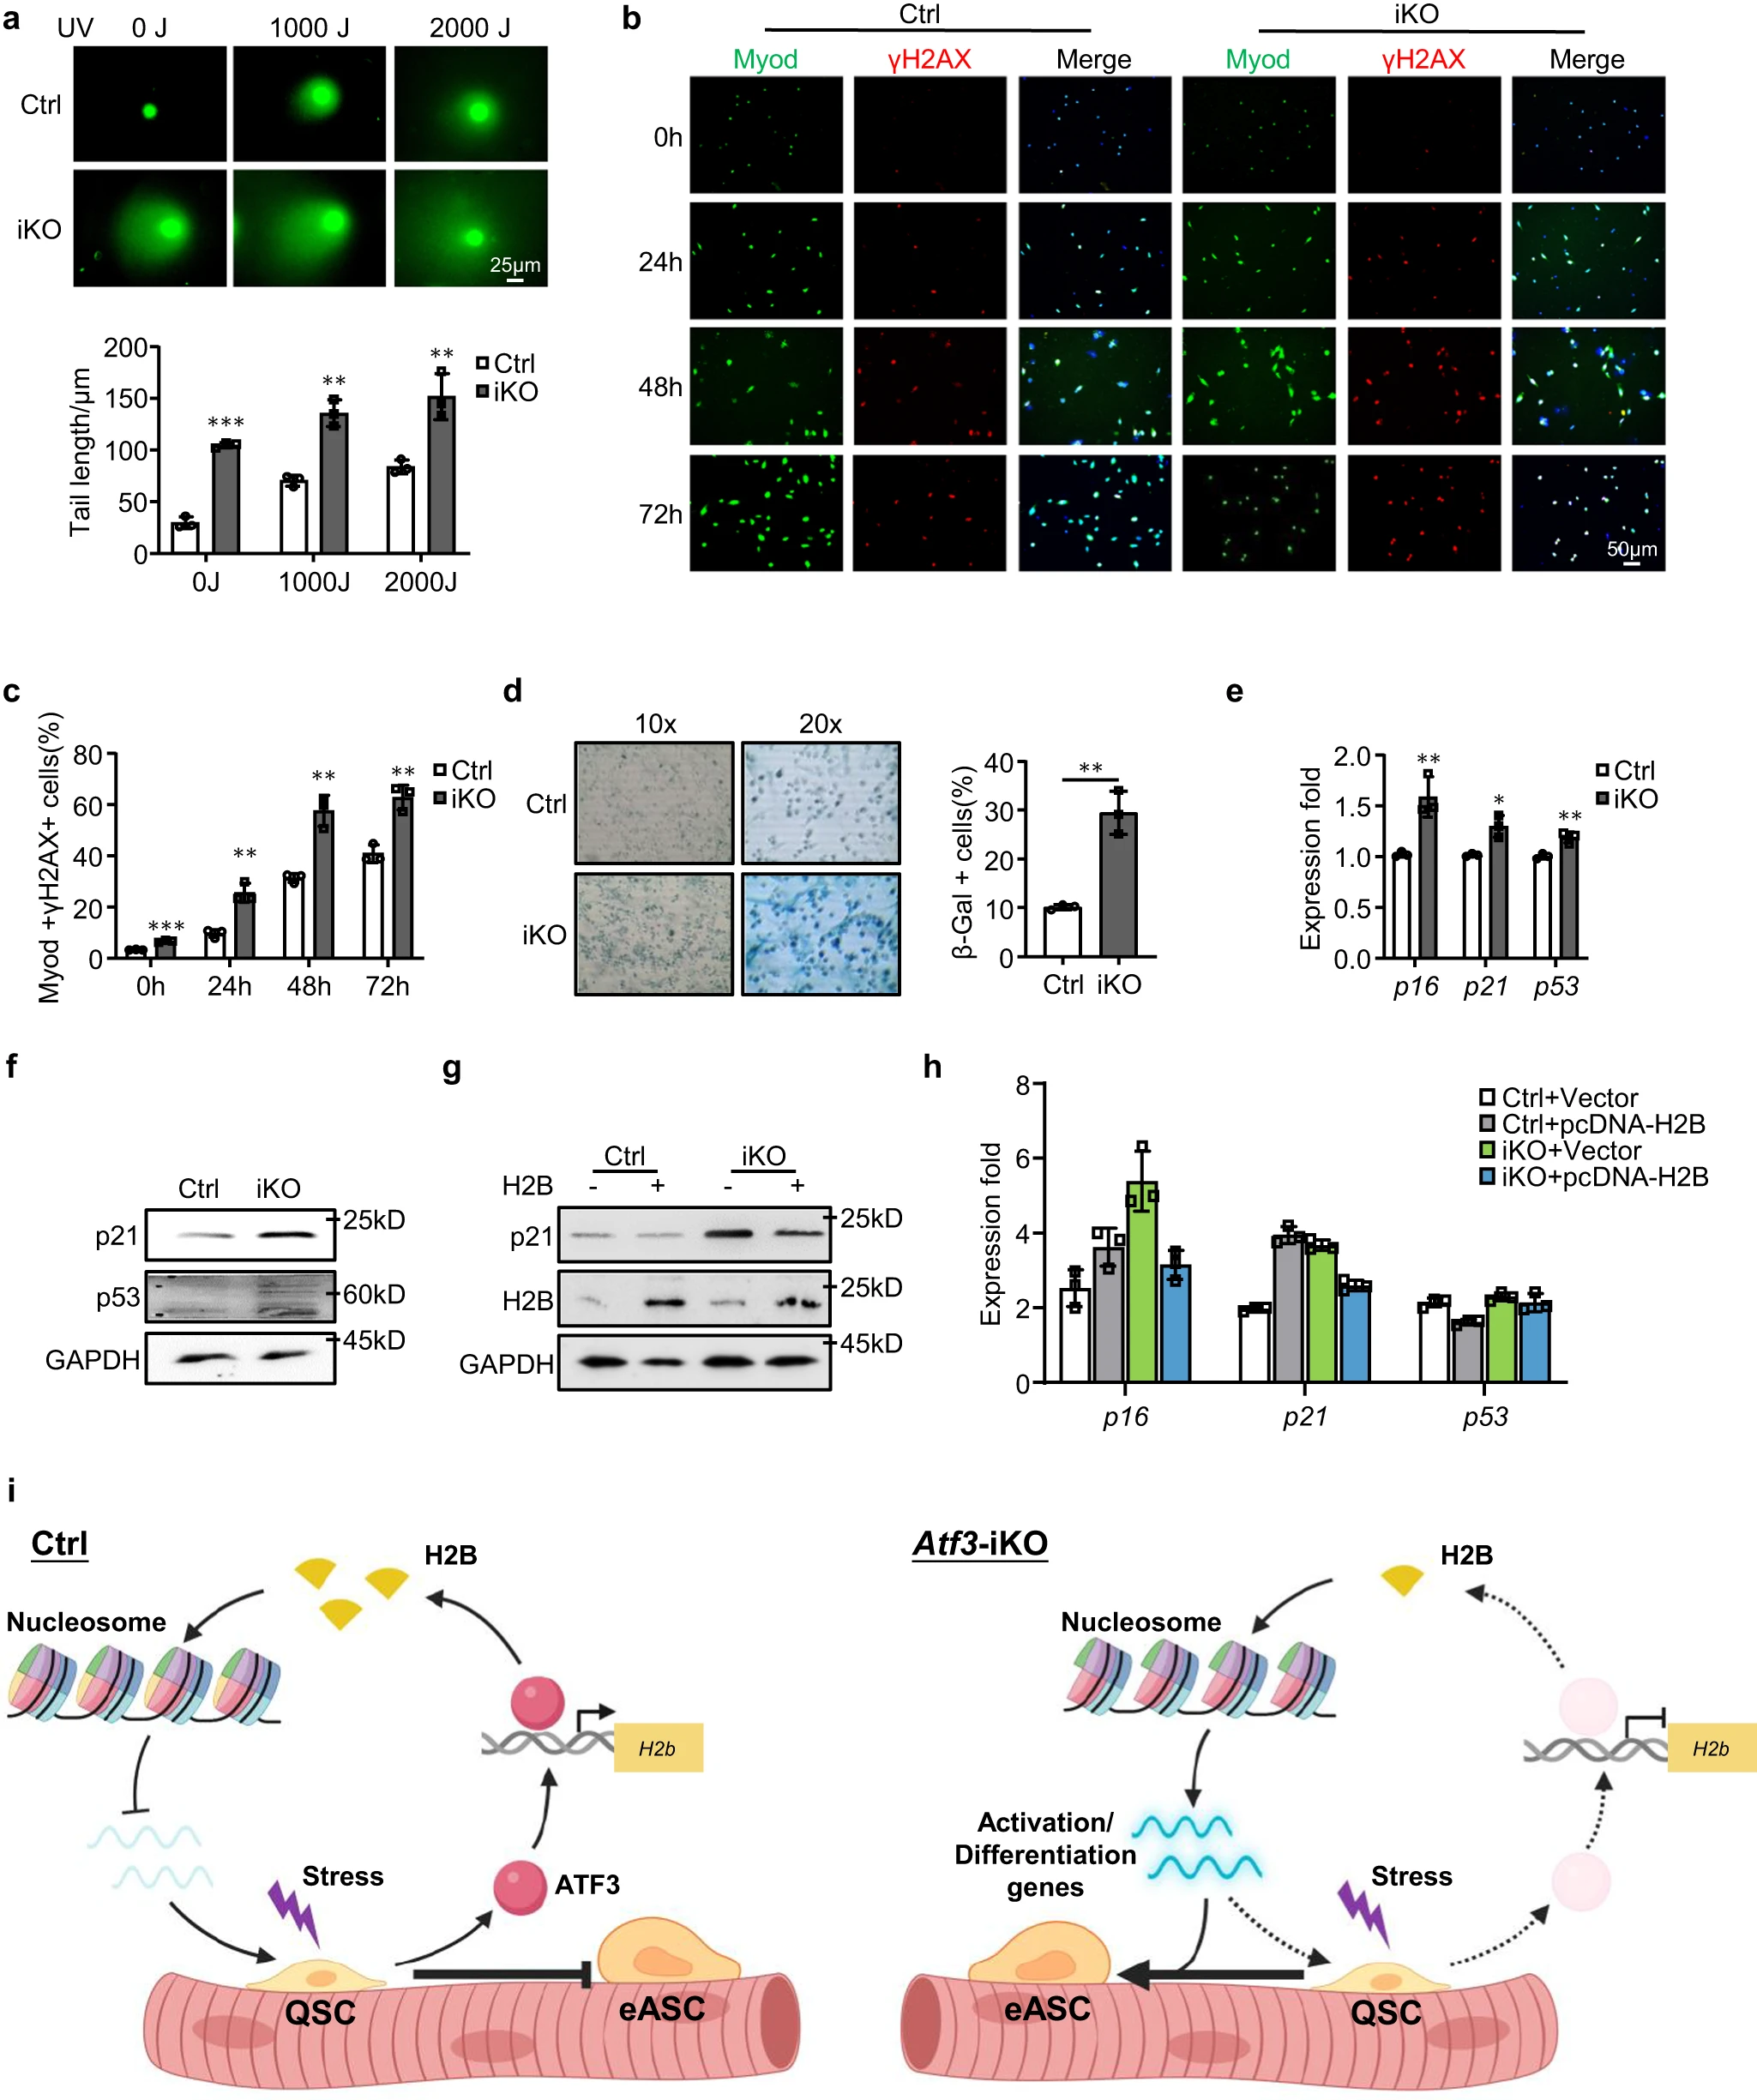 a
UV 0 J 1000 J 2000 J
Ctrl
iKO
25μm
200
150
100
50
0
Tail length/μm
***
**
**
Ctrl
iKO
0J 1000J 2000J
b
Ctrl iKO
Myod γH2AX Merge Myod γH2AX Merge
0h
24h
48h
72h
50μm
c
Myod +γH2AX+ cells(%)
80
60
40
20
0
***
**
**
**
Ctrl
iKO
0h 24h 48h 72h
d
10x 20x
Ctrl
iKO
β-Gal + cells(%)
40
30
20
10
0
**
Ctrl iKO
e
Expression fold
2.0
1.5
1.0
0.5
0.0
**
*
**
Ctrl
iKO
p16 p21 p53
f
Ctrl iKO
p21 25kD
p53 60kD
GAPDH 45kD
g
Ctrl iKO
H2B - + - +
p21 25kD
H2B 25kD
GAPDH 45kD
h
Expression fold
8
6
4
2
0
Ctrl+Vector
Ctrl+pcDNA-H2B
iKO+Vector
iKO+pcDNA-H2B
p16 p21 p53
i
Ctrl
H2B
Nucleosome
H2b
Stress
ATF3
QSC
eASC
Atf3-iKO
H2B
Nucleosome
H2b
Activation/
Differentiation
genes
Stress
eASC
QSC